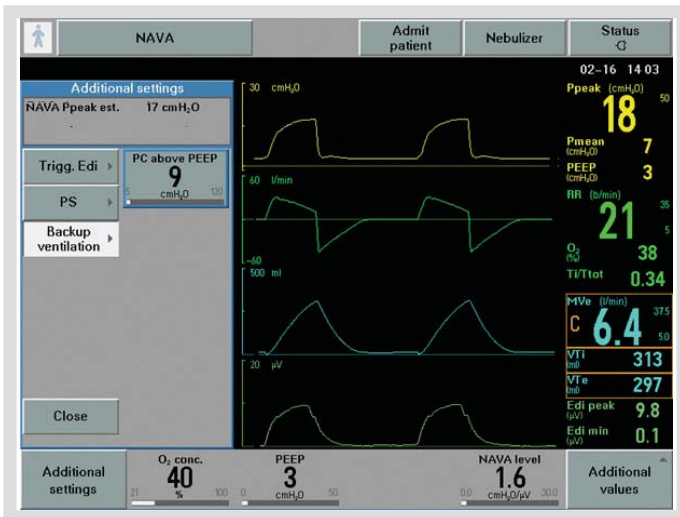 NAVA
Admit patient
Nebulizer
Status
02-16 14 03
Additional settings
NAVA Ppeak est. 17 cmH₂O
Trigg. Edi
PC above PEEP
9
5 cmH₂O 120
PS
Backup ventilation
Close
30 cmH₂O
60 l/min
-60
500 ml
20 µV
Ppeak (cmH₂O)
18 50
Pmean (cmH₂O) 7
PEEP (cmH₂O) 3
RR (b/min)
21 35
5
O₂ (%) 38
Ti/Ttot 0.34
MVe (l/min)
C 6.4 37.5
5.0
VTi (ml) 313
VTe (ml) 297
Edi peak (µV) 9.8
Edi min (µV) 0.1
Additional settings
O₂ conc.
40
21 % 100
PEEP
3
0 cmH₂O 50
NAVA level
1.6
0.0 cmH₂O/µV 30.0
Additional values